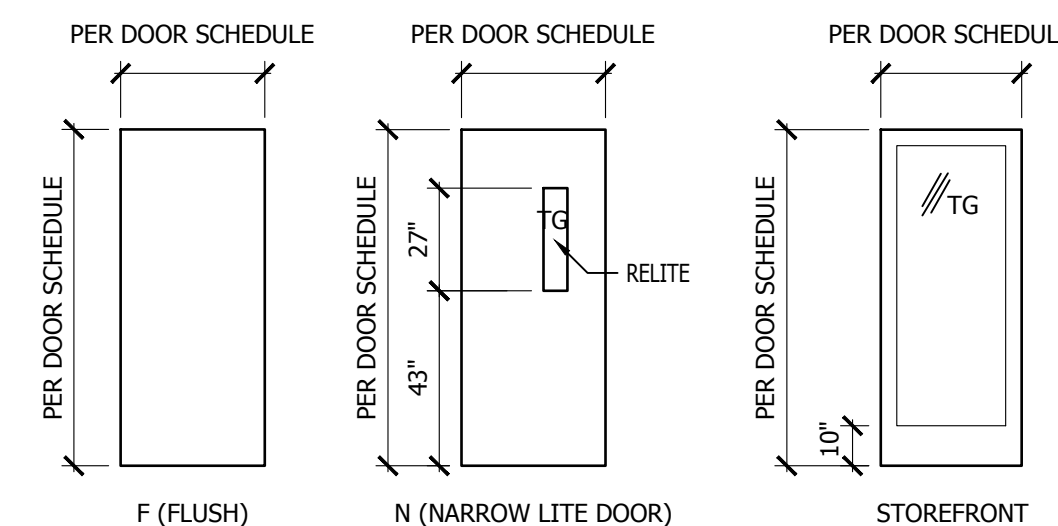 PER DOOR SCHEDULE
PER DOOR SCHEDULE
PER DOOR SCHEDUL
PER DOOR SCHEDULE
PER DOOR SCHEDULE
27"
43"
TG
RELITE
PER DOOR SCHEDULE
TG
10"
F (FLUSH)
N (NARROW LITE DOOR)
STOREFRONT